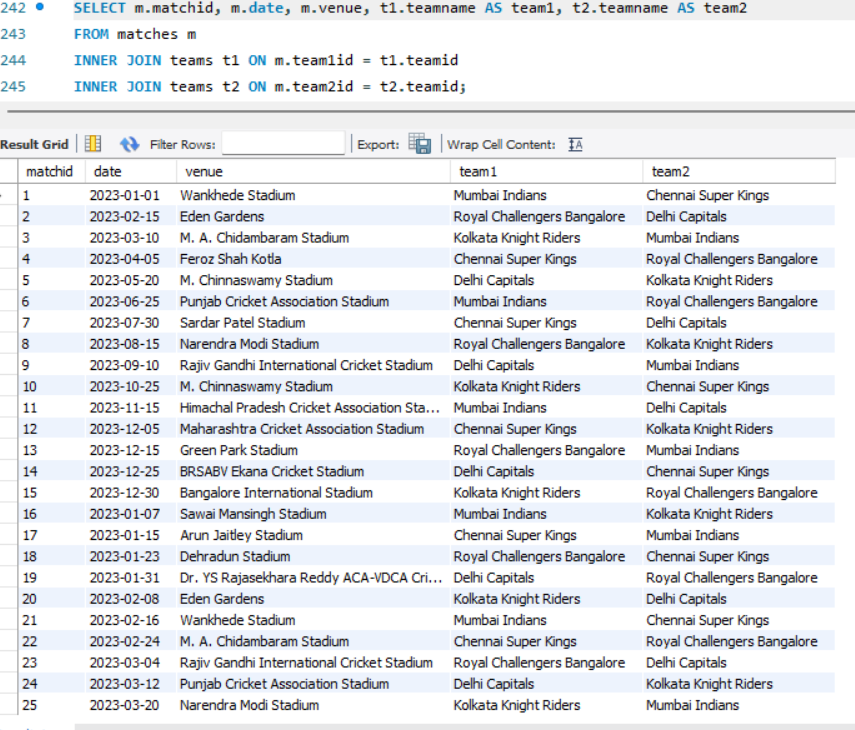 242 SELECT m.matchid, m.date, m.venue, t1.teamname AS team1, t2.teamname AS team2
243 FROM matches m
244 INNER JOIN teams t1 ON m.team1id = t1.teamid
245 INNER JOIN teams t2 ON m.team2id = t2.teamid;
Result Grid Filter Rows: Export: Wrap Cell Content: IA
matchid date venue team1 team2
1 2023-01-01 Wankhede Stadium Mumbai Indians Chennai Super Kings
2 2023-02-15 Eden Gardens Royal Challengers Bangalore Delhi Capitals
3 2023-03-10 M. A. Chidambaram Stadium Kolkata Knight Riders Mumbai Indians
4 2023-04-05 Feroz Shah Kotla Chennai Super Kings Royal Challengers Bangalore
5 2023-05-20 M. Chinnaswamy Stadium Delhi Capitals Kolkata Knight Riders
6 2023-06-25 Punjab Cricket Association Stadium Mumbai Indians Royal Challengers Bangalore
7 2023-07-30 Sardar Patel Stadium Chennai Super Kings Delhi Capitals
8 2023-08-15 Narendra Modi Stadium Royal Challengers Bangalore Kolkata Knight Riders
9 2023-09-10 Rajiv Gandhi International Cricket Stadium Delhi Capitals Mumbai Indians
10 2023-10-25 M. Chinnaswamy Stadium Kolkata Knight Riders Chennai Super Kings
11 2023-11-15 Himachal Pradesh Cricket Association Sta... Mumbai Indians Delhi Capitals
12 2023-12-05 Maharashtra Cricket Association Stadium Chennai Super Kings Kolkata Knight Riders
13 2023-12-15 Green Park Stadium Royal Challengers Bangalore Mumbai Indians
14 2023-12-25 BRSABV Ekana Cricket Stadium Delhi Capitals Chennai Super Kings
15 2023-12-30 Bangalore International Stadium Kolkata Knight Riders Royal Challengers Bangalore
16 2023-01-07 Sawai Mansingh Stadium Mumbai Indians Kolkata Knight Riders
17 2023-01-15 Arun Jaitley Stadium Chennai Super Kings Mumbai Indians
18 2023-01-23 Dehradun Stadium Royal Challengers Bangalore Chennai Super Kings
19 2023-01-31 Dr. YS Rajasekhara Reddy ACA-VDCA Cri... Delhi Capitals Royal Challengers Bangalore
20 2023-02-08 Eden Gardens Kolkata Knight Riders Delhi Capitals
21 2023-02-16 Wankhede Stadium Mumbai Indians Chennai Super Kings
22 2023-02-24 M. A. Chidambaram Stadium Chennai Super Kings Royal Challengers Bangalore
23 2023-03-04 Rajiv Gandhi International Cricket Stadium Royal Challengers Bangalore Delhi Capitals
24 2023-03-12 Punjab Cricket Association Stadium Delhi Capitals Kolkata Knight Riders
25 2023-03-20 Narendra Modi Stadium Kolkata Knight Riders Mumbai Indians